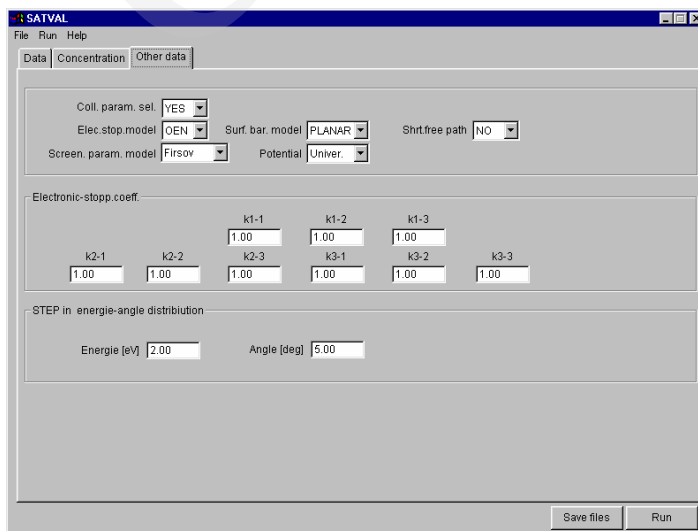 SATVAL
File Run Help
Data Concentration Other data
Coll. param. sel. YES
Elec.stop.model OEN Surf. bar. model PLANAR Shrt.free path NO
Screen. param. model Firsov Potential Univer.
Electronic-stopp.coeff.
k1-1 k1-2 k1-3
1.00 1.00 1.00
k2-1 k2-2 k2-3 k3-1 k3-2 k3-3
1.00 1.00 1.00 1.00 1.00 1.00
STEP in energie-angle distribiution
Energie [eV] 2.00 Angle [deg] 5.00
Save files Run